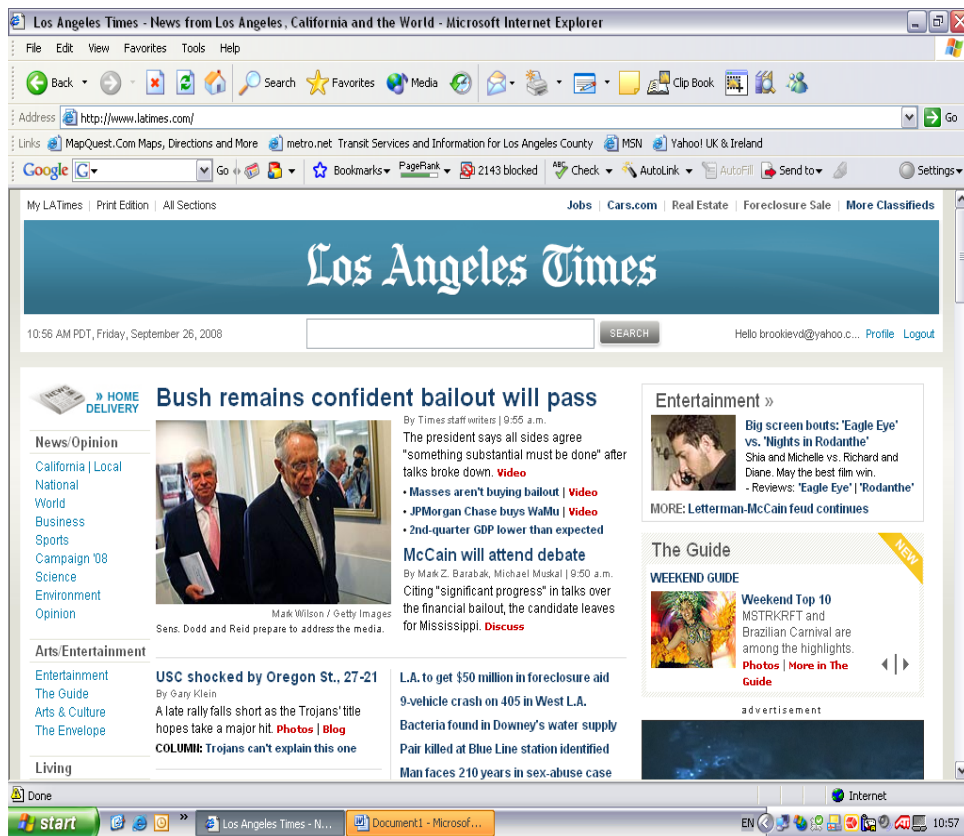 Los Angeles Times - News from Los Angeles, California and the World - Microsoft Internet Explorer
File Edit View Favorites Tools Help
Back Search Favorites Media Clip Book
Address http://www.latimes.com/ Go
Links MapQuest.Com Maps, Directions and More metro.net Transit Services and Information for Los Angeles County MSN Yahoo! UK & Ireland
Google G Go Bookmarks PageRank 2143 blocked ABC Check AutoLink AutoFill Send to Settings
My LATimes | Print Edition | All Sections
Jobs | Cars.com | Real Estate | Foreclosure Sale | More Classifieds
Los Angeles Times
10:56 AM PDT, Friday, September 26, 2008
SEARCH
Hello brookievd@yahoo.c... Profile Logout
NEWS
» HOME
DELIVERY
News/Opinion
California | Local
National
World
Business
Sports
Campaign '08
Science
Environment
Opinion
Arts/Entertainment
Entertainment
The Guide
Arts & Culture
The Envelope
Living
Bush remains confident bailout will pass
Mark Wilson / Getty Images
Sens. Dodd and Reid prepare to address the media.
By Times staff writers | 9:55 a.m.
The president says all sides agree
"something substantial must be done" after
talks broke down. Video
• Masses aren't buying bailout | Video
• JPMorgan Chase buys WaMu | Video
• 2nd-quarter GDP lower than expected
McCain will attend debate
By Mark Z. Barabak, Michael Muskal | 9:50 a.m.
Citing "significant progress" in talks over
the financial bailout, the candidate leaves
for Mississippi. Discuss
USC shocked by Oregon St., 27-21
By Gary Klein
A late rally falls short as the Trojans' title
hopes take a major hit. Photos | Blog
COLUMN: Trojans can't explain this one
L.A. to get $50 million in foreclosure aid
9-vehicle crash on 405 in West L.A.
Bacteria found in Downey's water supply
Pair killed at Blue Line station identified
Man faces 210 years in sex-abuse case
Entertainment »
Big screen bouts: 'Eagle Eye'
vs. 'Nights in Rodanthe'
Shia and Michelle vs. Richard and
Diane. May the best film win.
- Reviews: 'Eagle Eye' | 'Rodanthe'
MORE: Letterman-McCain feud continues
The Guide
NEW
WEEKEND GUIDE
Weekend Top 10
MSTRKRFT and
Brazilian Carnival are
among the highlights.
Photos | More in The
Guide
advertisement
Done Internet
start » Los Angeles Times - N... Document1 - Microsof... EN 10:57